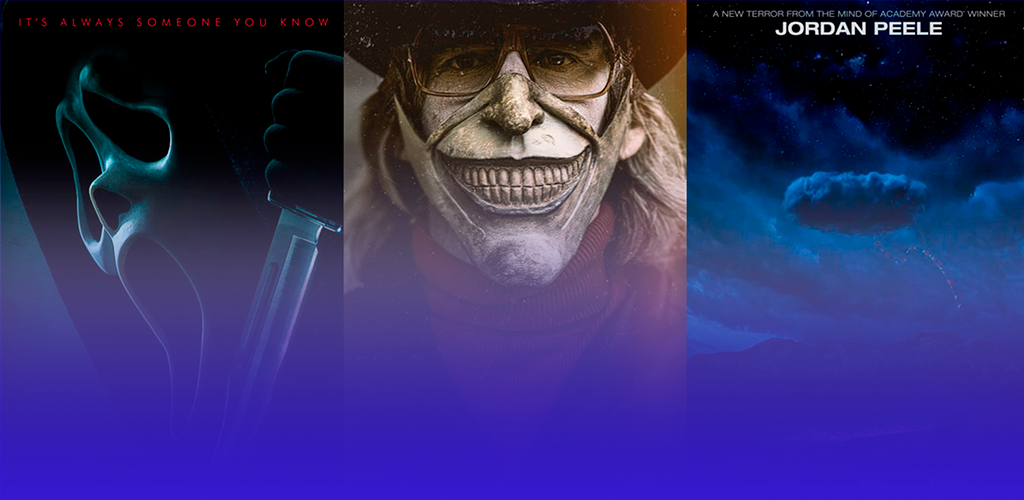 IT'S ALWAYS SOMEONE YOU KNOW
A NEW TERROR FROM THE MIND OF ACADEMY AWARD® WINNER
JORDAN PEELE